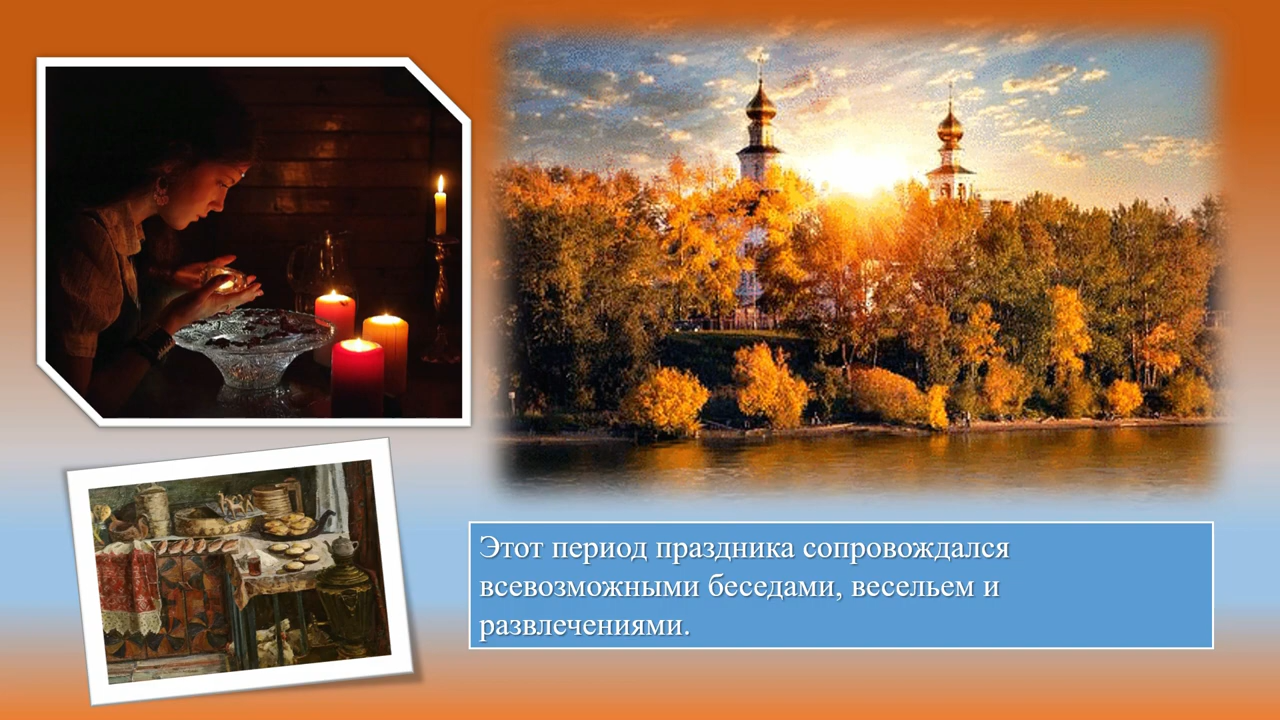 Этот период праздника сопровождался
всевозможными беседами, весельем и
развлечениями.